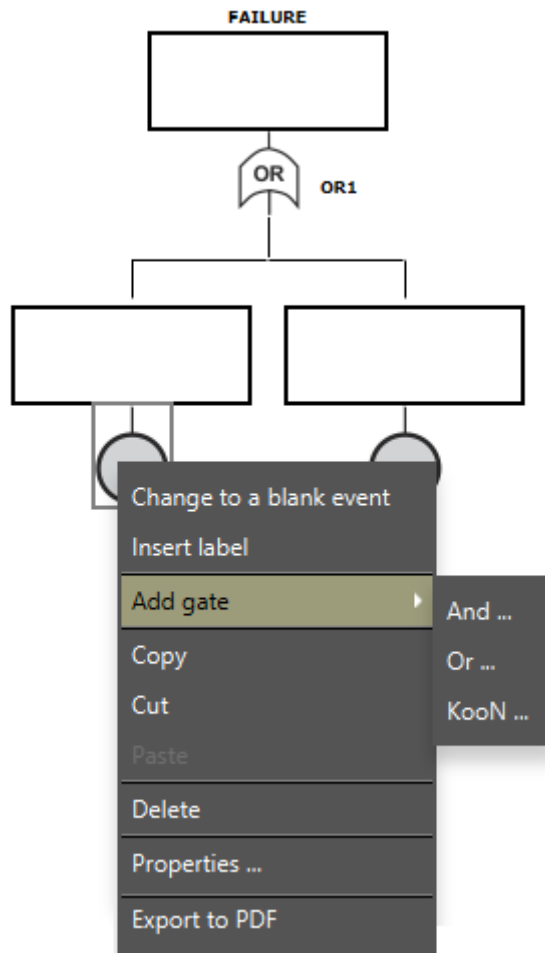 FAILURE
OR
OR1
Change to a blank event
Insert label
Add gate
And ...
Or ...
KooN ...
Copy
Cut
Paste
Delete
Properties ...
Export to PDF